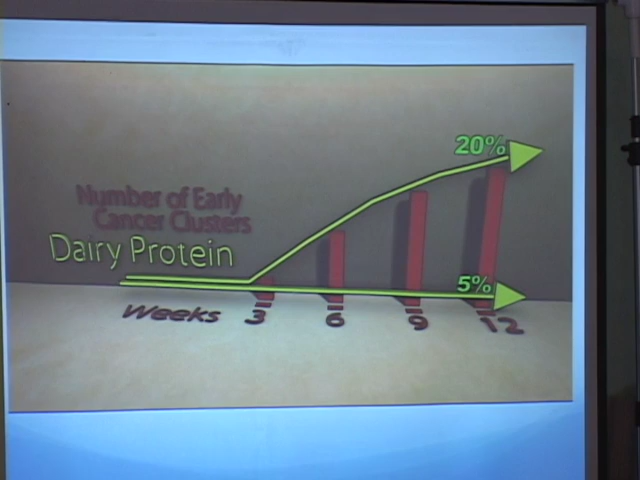 20%
Number of Early
Cancer Clusters
Dairy Protein
5%
Weeks 3 6 9 12